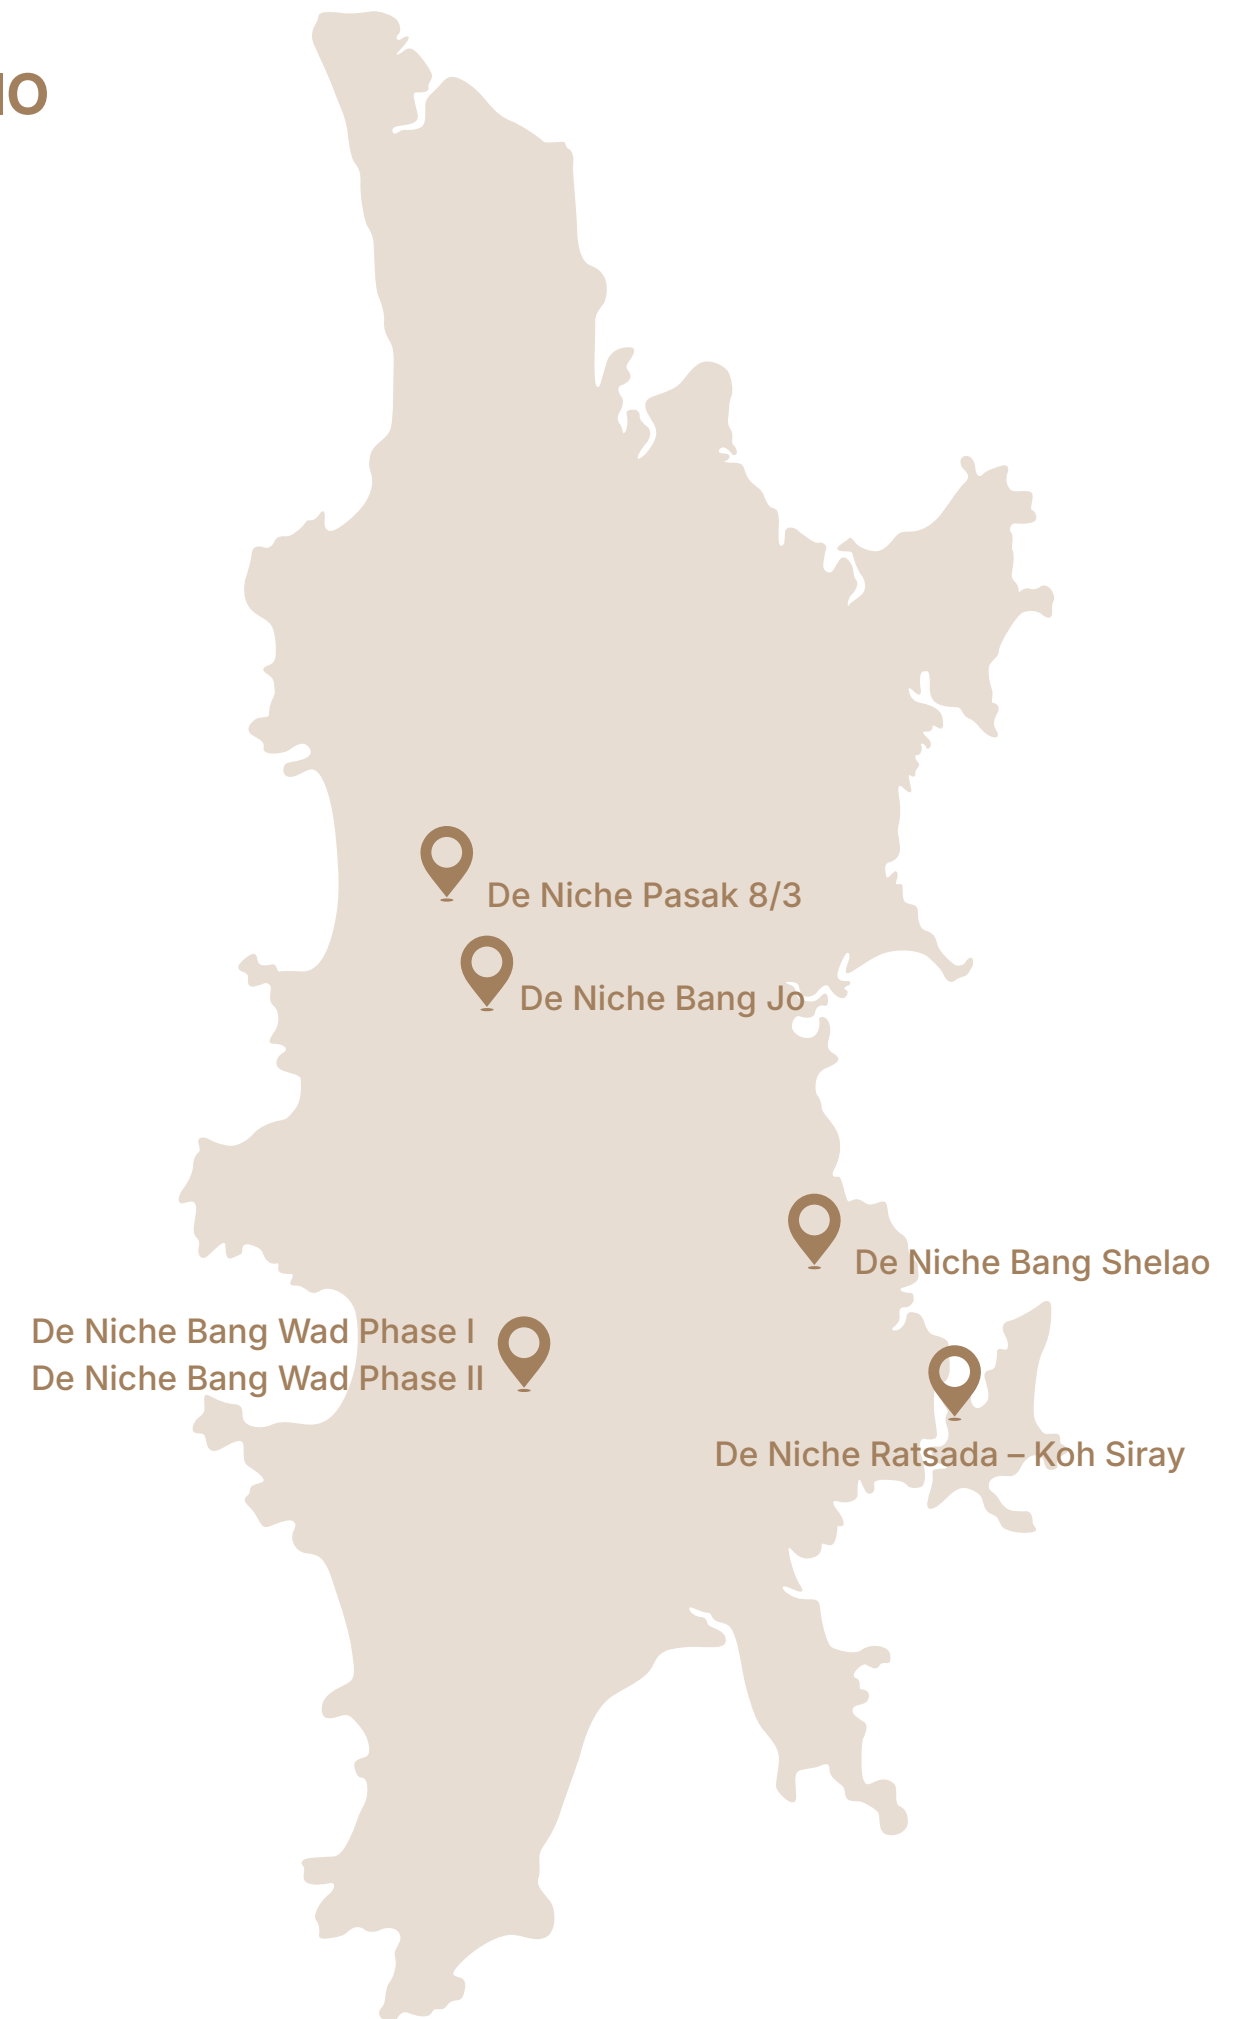 De Niche Pasak 8/3
De Niche Bang Jo
De Niche Bang Shelao
De Niche Bang Wad Phase I
De Niche Bang Wad Phase II
De Niche Ratsada – Koh Siray